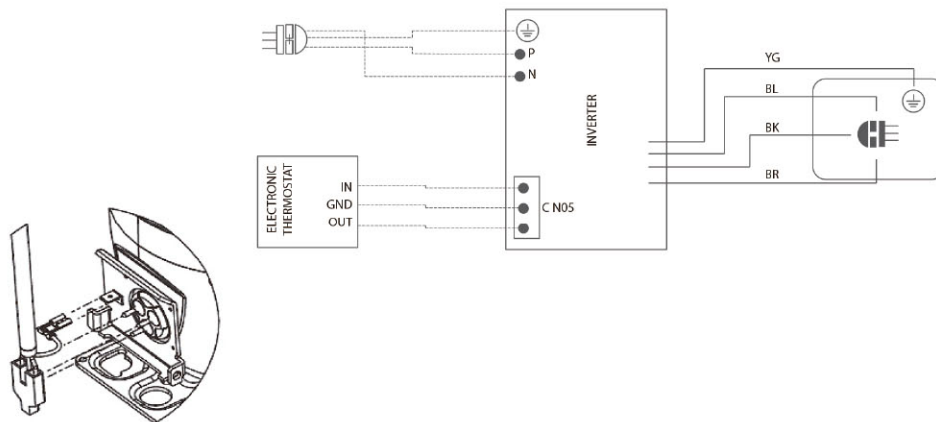 P
N
INVERTER
YG
BL
BK
BR
ELECTRONIC
THERMOSTAT
IN
GND
OUT
C N05